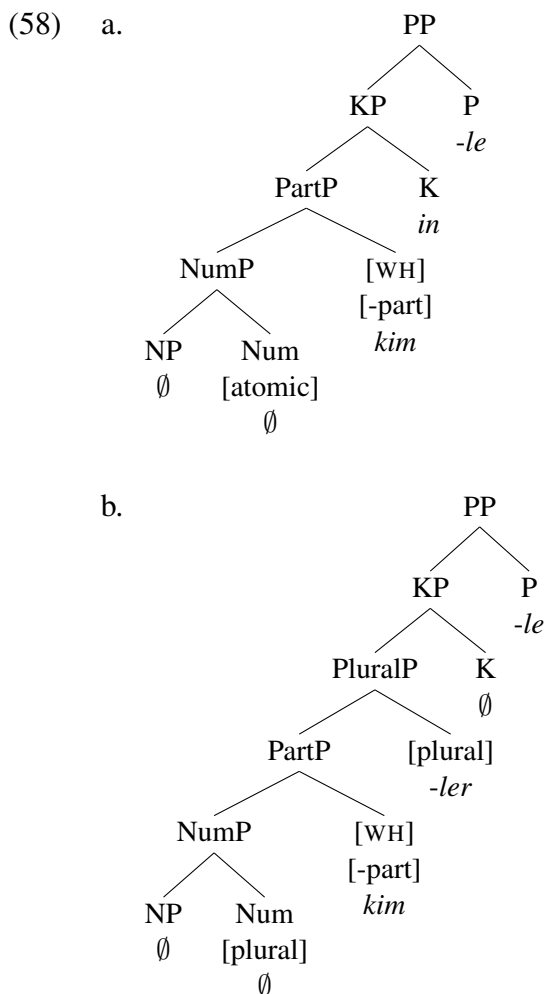 (58) a. PP
KP P
-le
PartP K
in
NumP [WH]
[-part]
NP Num kim
∅ [atomic]
∅
b. PP
KP P
-le
PluralP K
∅
PartP [plural]
-ler
NumP [WH]
[-part]
NP Num kim
∅ [plural]
∅